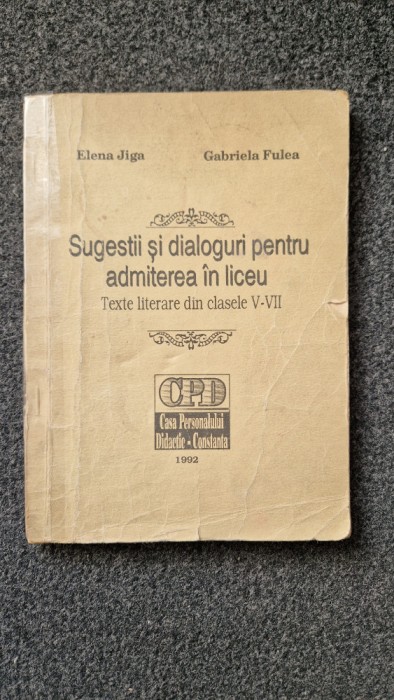 Elena Jiga Gabriela Fulea
Sugestii și dialoguri pentru
admiterea în liceu
Texte literare din clasele V-VII
CPD
Casa Personalului
Didactic - Constanta
1992